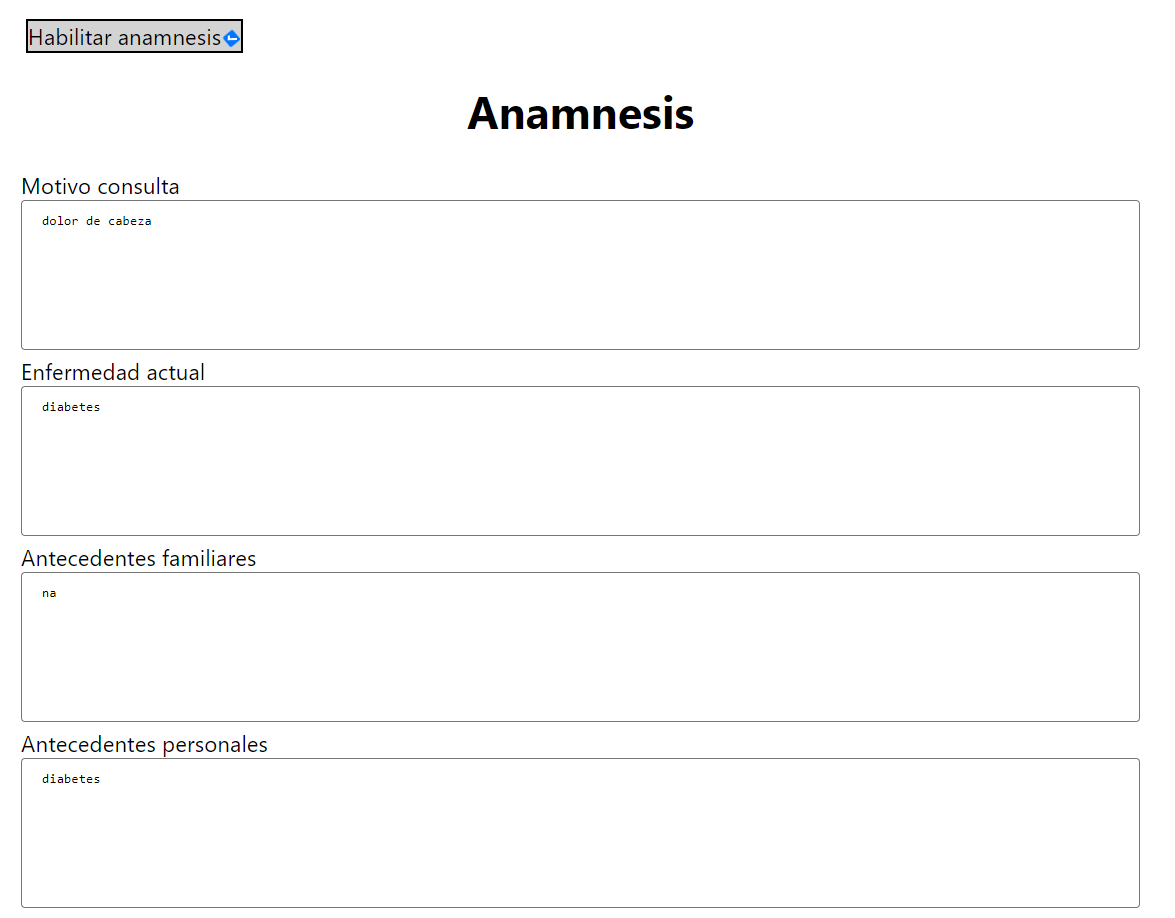 Habilitar anamnesis
Anamnesis
Motivo consulta
dolor de cabeza
Enfermedad actual
diabetes
Antecedentes familiares
na
Antecedentes personales
diabetes